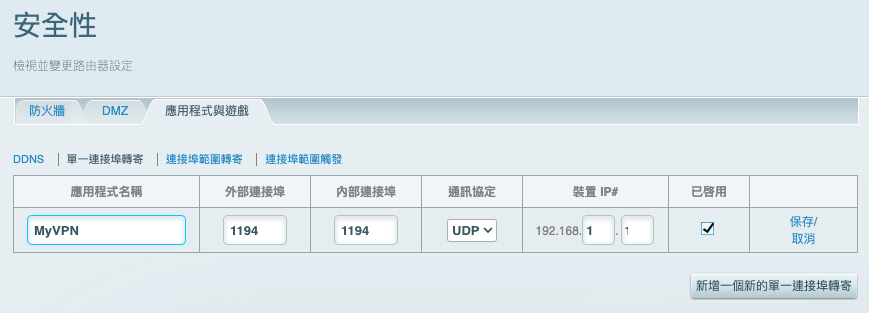 安全性
檢視並變更路由器設定
防火牆 DMZ 應用程式與遊戲
DDNS | 單一連接埠轉寄 | 連接埠範圍轉寄 | 連接埠範圍觸發
應用程式名稱 外部連接埠 內部連接埠 通訊協定 裝置 IP# 已啓用
MyVPN 1194 1194 UDP 192.168. 1 . 1 保存/
取消
新增一個新的單一連接埠轉寄